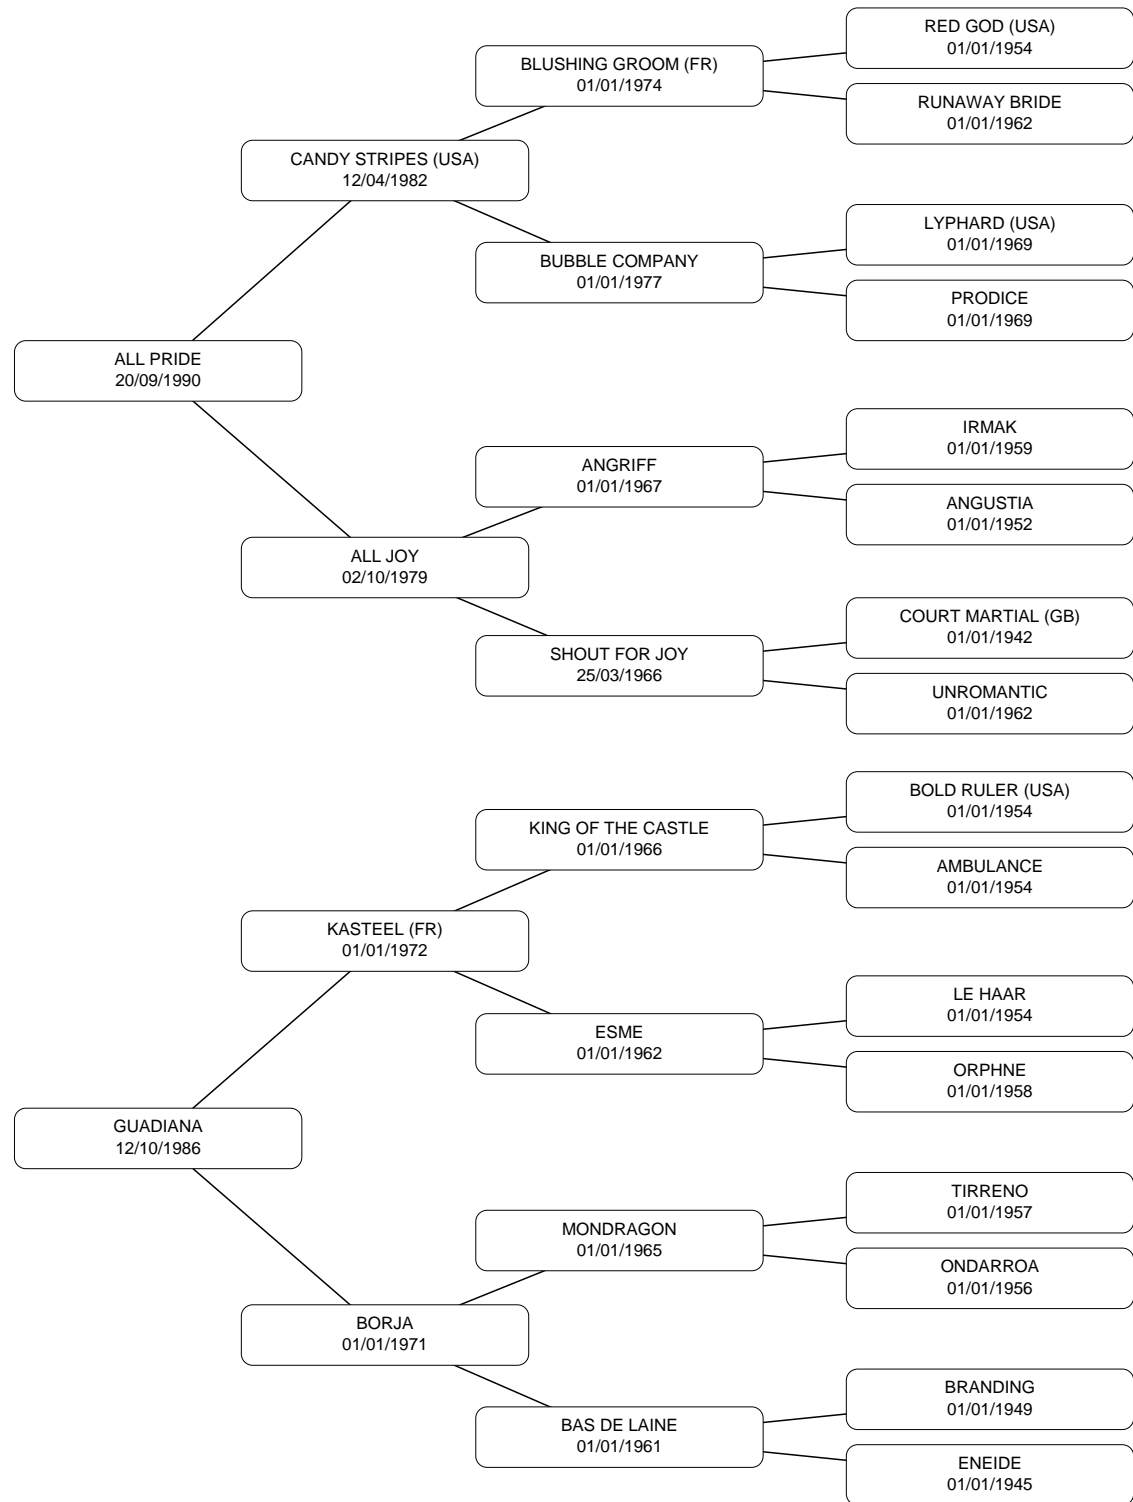 RED GOD (USA)
01/01/1954
BLUSHING GROOM (FR)
01/01/1974
RUNAWAY BRIDE
01/01/1962
CANDY STRIPES (USA)
12/04/1982
LYPHARD (USA)
01/01/1969
BUBBLE COMPANY
01/01/1977
PRODICE
01/01/1969
ALL PRIDE
20/09/1990
IRMAK
01/01/1959
ANGRIFF
01/01/1967
ANGUSTIA
01/01/1952
ALL JOY
02/10/1979
COURT MARTIAL (GB)
01/01/1942
SHOUT FOR JOY
25/03/1966
UNROMANTIC
01/01/1962
BOLD RULER (USA)
01/01/1954
KING OF THE CASTLE
01/01/1966
AMBULANCE
01/01/1954
KASTEEL (FR)
01/01/1972
LE HAAR
01/01/1954
ESME
01/01/1962
ORPHNE
01/01/1958
GUADIANA
12/10/1986
TIRRENO
01/01/1957
MONDRAGON
01/01/1965
ONDARROA
01/01/1956
BORJA
01/01/1971
BRANDING
01/01/1949
BAS DE LAINE
01/01/1961
ENEIDE
01/01/1945